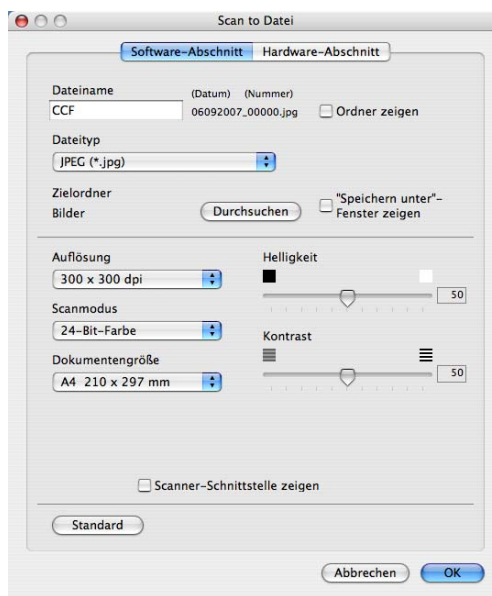 Scan to Datei
Software-Abschnitt Hardware-Abschnitt
Dateiname (Datum) (Nummer)
CCF 06092007_00000.jpg Ordner zeigen
Dateityp
JPEG (*.jpg)
Zielordner
Bilder Durchsuchen "Speichern unter"-
Fenster zeigen
Auflösung Helligkeit
300 x 300 dpi
50
Scanmodus
24-Bit-Farbe
Kontrast
Dokumentengröße
A4 210 x 297 mm 50
Scanner-Schnittstelle zeigen
Standard
Abbrechen OK